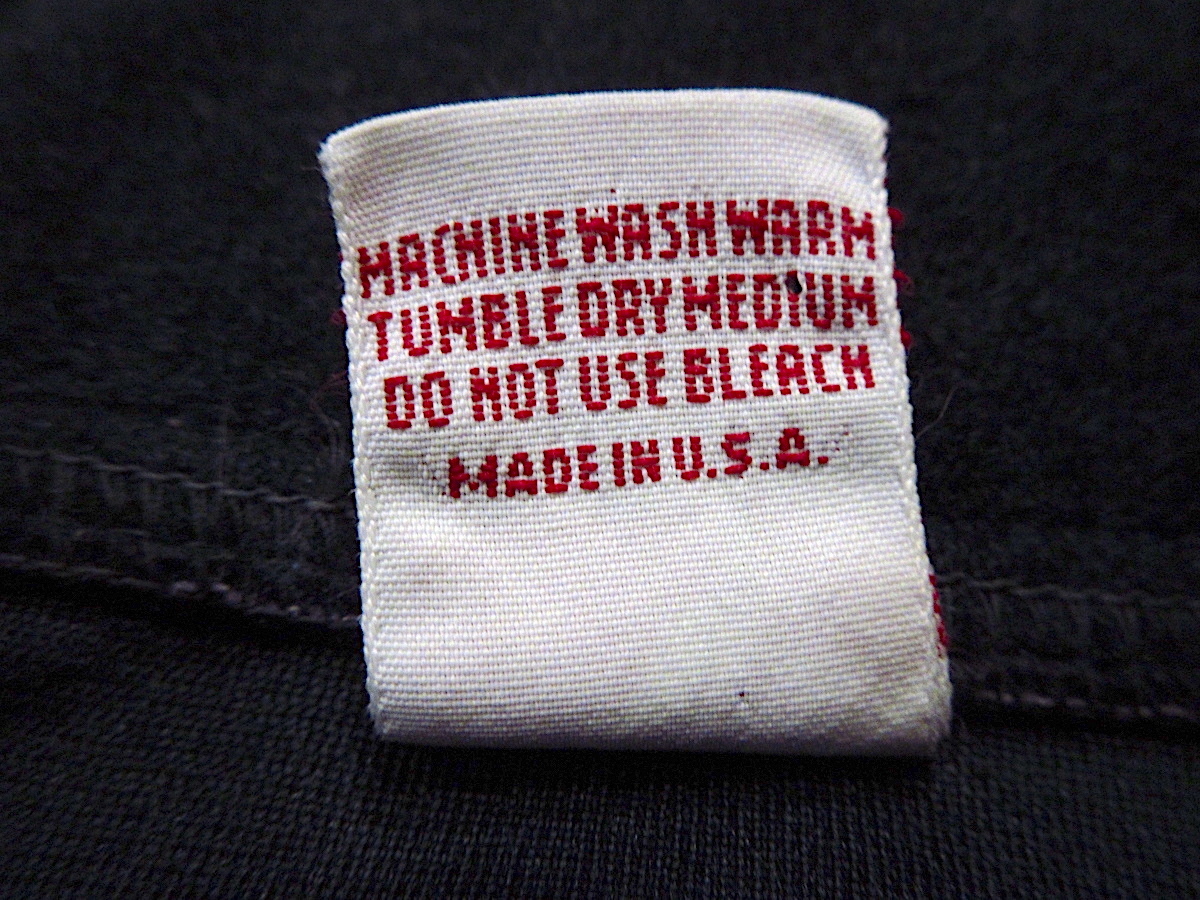 MACHINE WASH WARM
TUMBLE DRY MEDIUM
DO NOT USE BLEACH
MADE IN U.S.A.